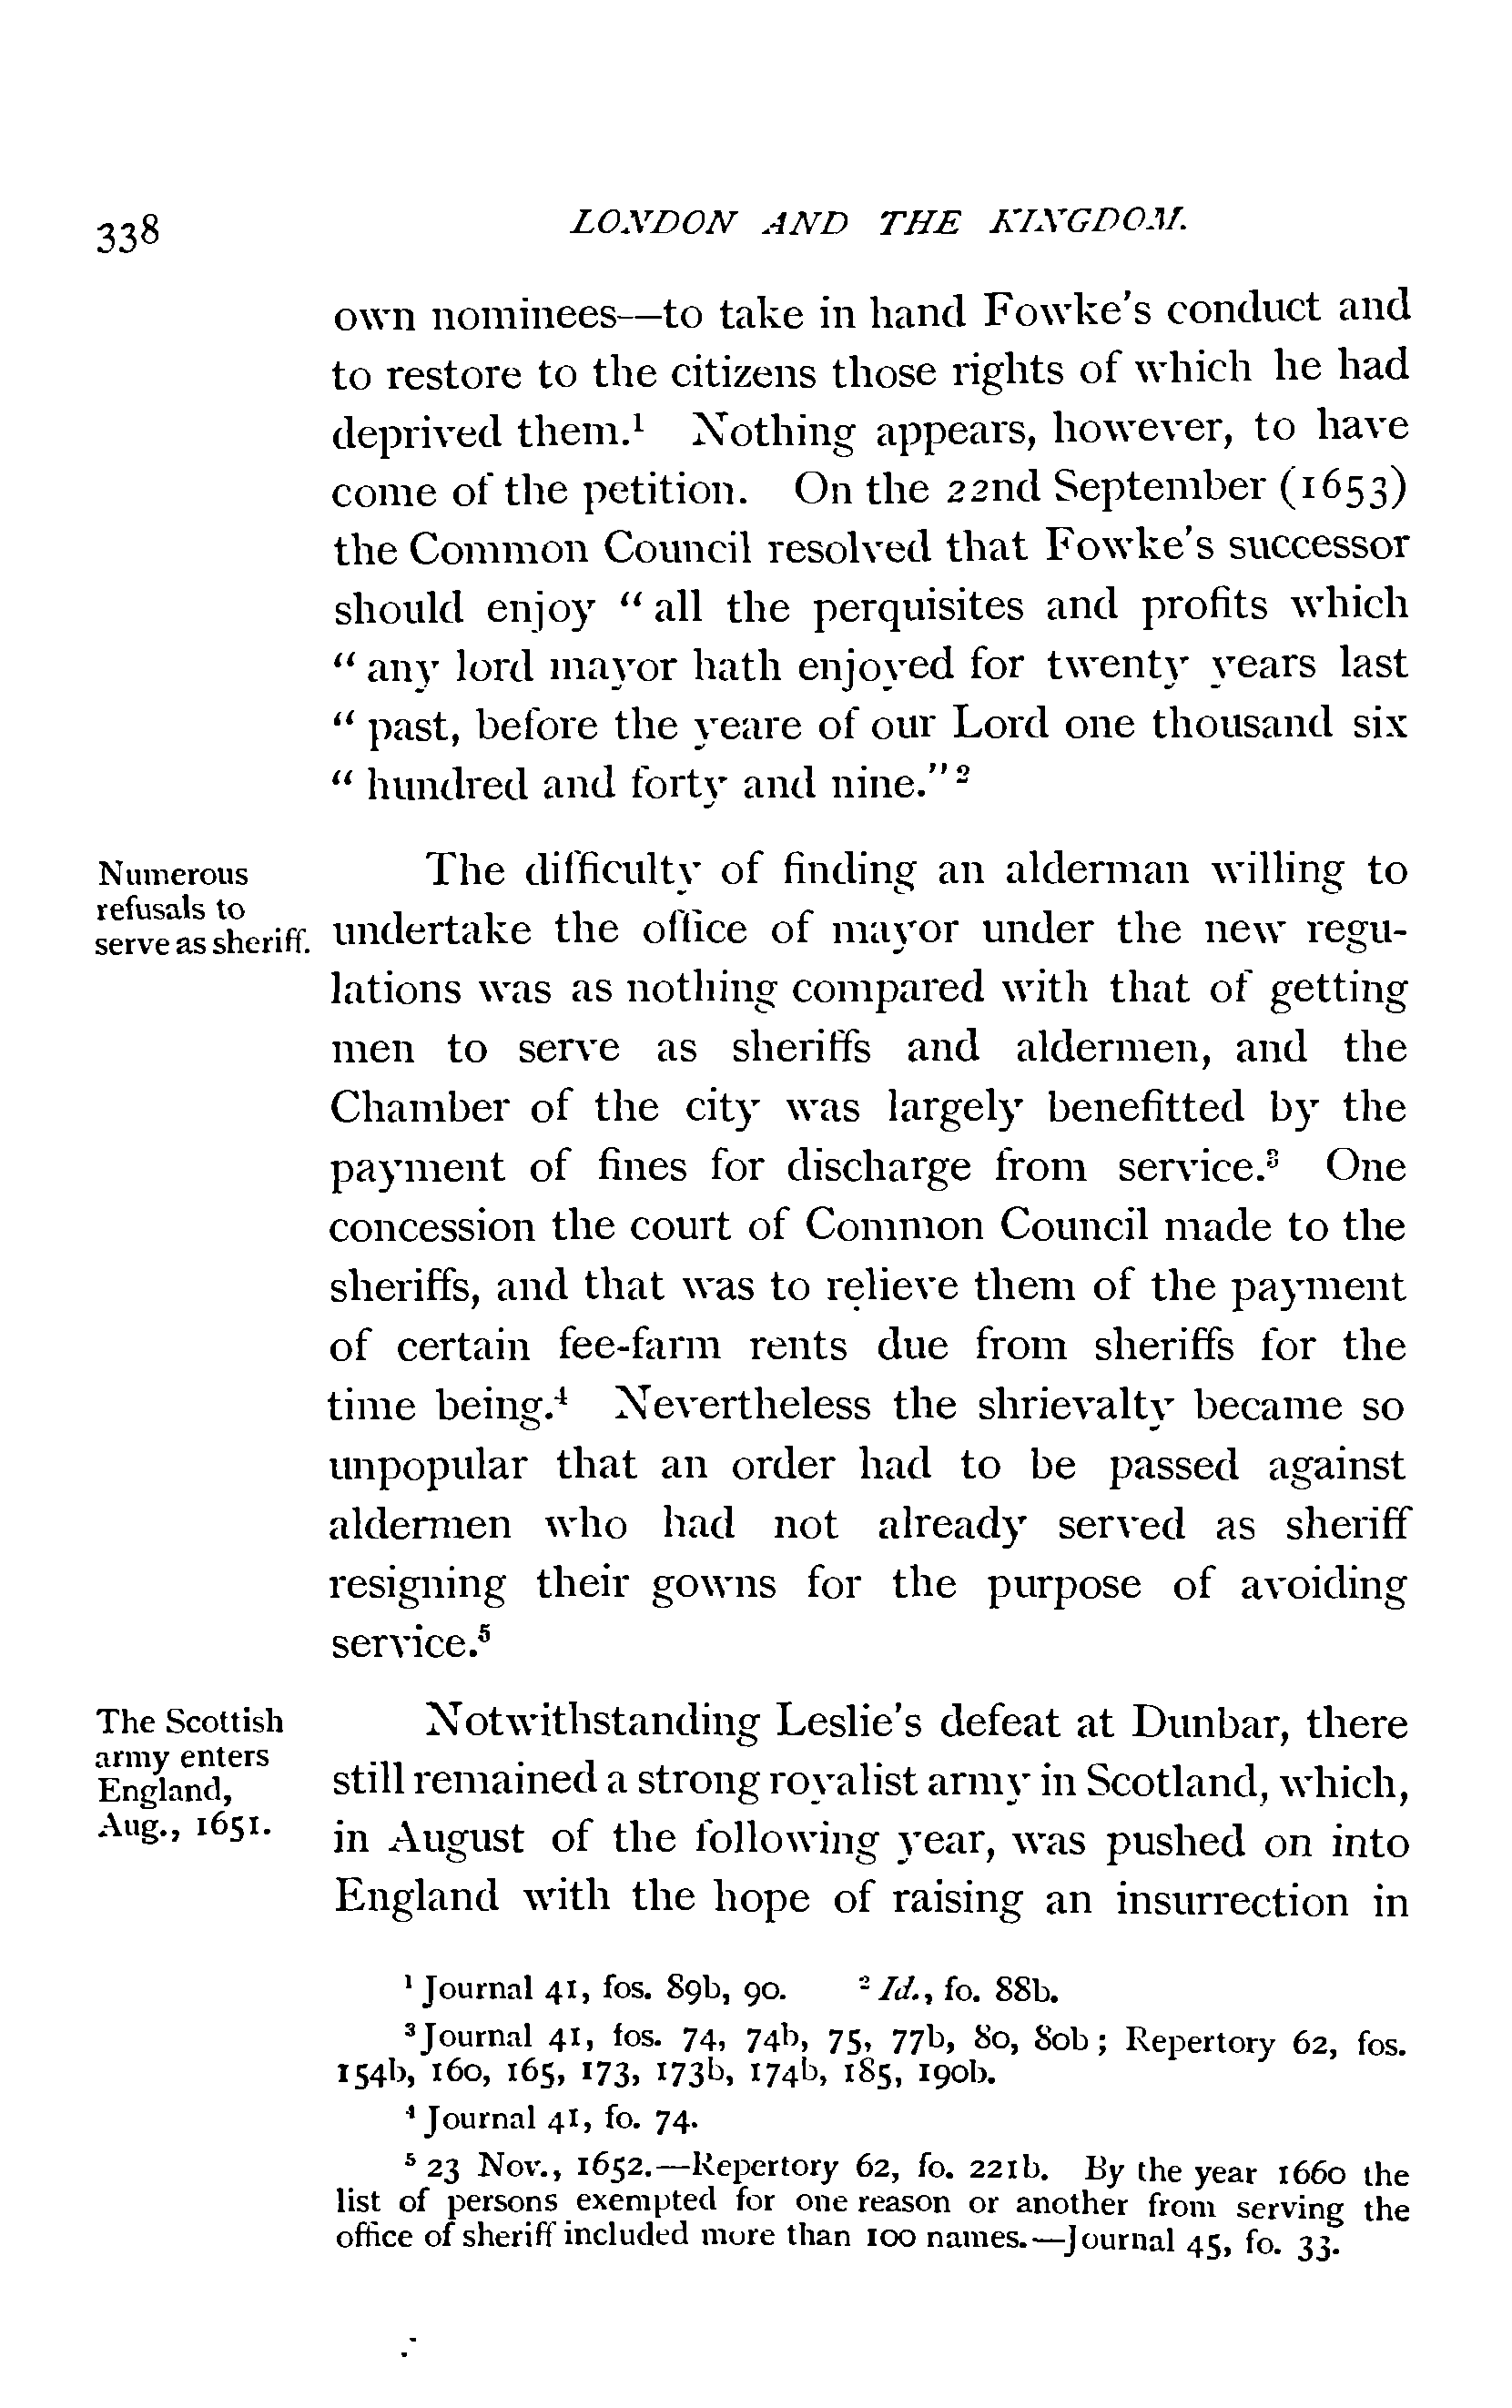 338
LONDON AND THE KINGDOM.
own nominees—to take in hand Fowke's conduct and
to restore to the citizens those rights of which he had
deprived them.¹ Nothing appears, however, to have
come of the petition. On the 22nd September (1653)
the Common Council resolved that Fowke's successor
should enjoy “all the perquisites and profits which
“any lord mayor hath enjoyed for twenty years last
“past, before the yeare of our Lord one thousand six
“hundred and forty and nine.”²
Numerous
refusals to
serve as sheriff.
The difficulty of finding an alderman willing to
undertake the office of mayor under the new regu-
lations was as nothing compared with that of getting
men to serve as sheriffs and aldermen, and the
Chamber of the city was largely benefitted by the
payment of fines for discharge from service.³ One
concession the court of Common Council made to the
sheriffs, and that was to relieve them of the payment
of certain fee-farm rents due from sheriffs for the
time being.⁴ Nevertheless the shrievalty became so
unpopular that an order had to be passed against
aldermen who had not already served as sheriff
resigning their gowns for the purpose of avoiding
service.⁵
The Scottish
army enters
England,
Aug., 1651.
Notwithstanding Leslie's defeat at Dunbar, there
still remained a strong royalist army in Scotland, which,
in August of the following year, was pushed on into
England with the hope of raising an insurrection in
¹ Journal 41, fos. 89b, 90. ² Id., fo. 88b.
³ Journal 41, fos. 74, 74b, 75, 77b, 80, 80b; Repertory 62, fos.
154b, 160, 165, 173, 173b, 174b, 185, 190b.
⁴ Journal 41, fo. 74.
⁵ 23 Nov., 1652.—Repertory 62, fo. 221b. By the year 1660 the
list of persons exempted for one reason or another from serving the
office of sheriff included more than 100 names.—Journal 45, fo. 33.